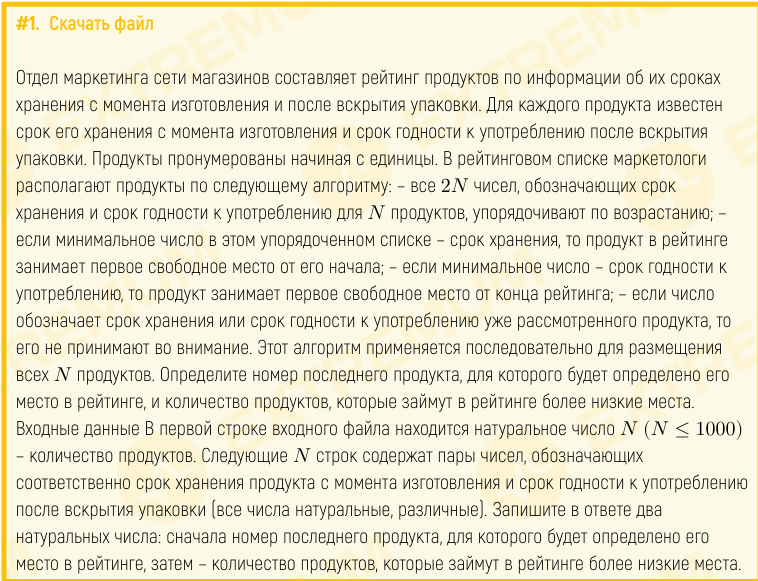 #1. Скачать файл
Отдел маркетинга сети магазинов составляет рейтинг продуктов по информации об их сроках
хранения с момента изготовления и после вскрытия упаковки. Для каждого продукта известен
срок его хранения с момента изготовления и срок годности к употреблению после вскрытия
упаковки. Продукты пронумерованы начиная с единицы. В рейтинговом списке маркетологи
располагают продукты по следующему алгоритму: – все 2N чисел, обозначающих срок
хранения и срок годности к употреблению для N продуктов, упорядочивают по возрастанию; –
если минимальное число в этом упорядоченном списке – срок хранения, то продукт в рейтинге
занимает первое свободное место от его начала; – если минимальное число – срок годности к
употреблению, то продукт занимает первое свободное место от конца рейтинга; – если число
обозначает срок хранения или срок годности к употреблению уже рассмотренного продукта, то
его не принимают во внимание. Этот алгоритм применяется последовательно для размещения
всех N продуктов. Определите номер последнего продукта, для которого будет определено его
место в рейтинге, и количество продуктов, которые займут в рейтинге более низкие места.
Входные данные В первой строке входного файла находится натуральное число N (N ≤ 1000)
– количество продуктов. Следующие N строк содержат пары чисел, обозначающих
соответственно срок хранения продукта с момента изготовления и срок годности к употреблению
после вскрытия упаковки (все числа натуральные, различные). Запишите в ответе два
натуральных числа: сначала номер последнего продукта, для которого будет определено его
место в рейтинге, затем – количество продуктов, которые займут в рейтинге более низкие места.